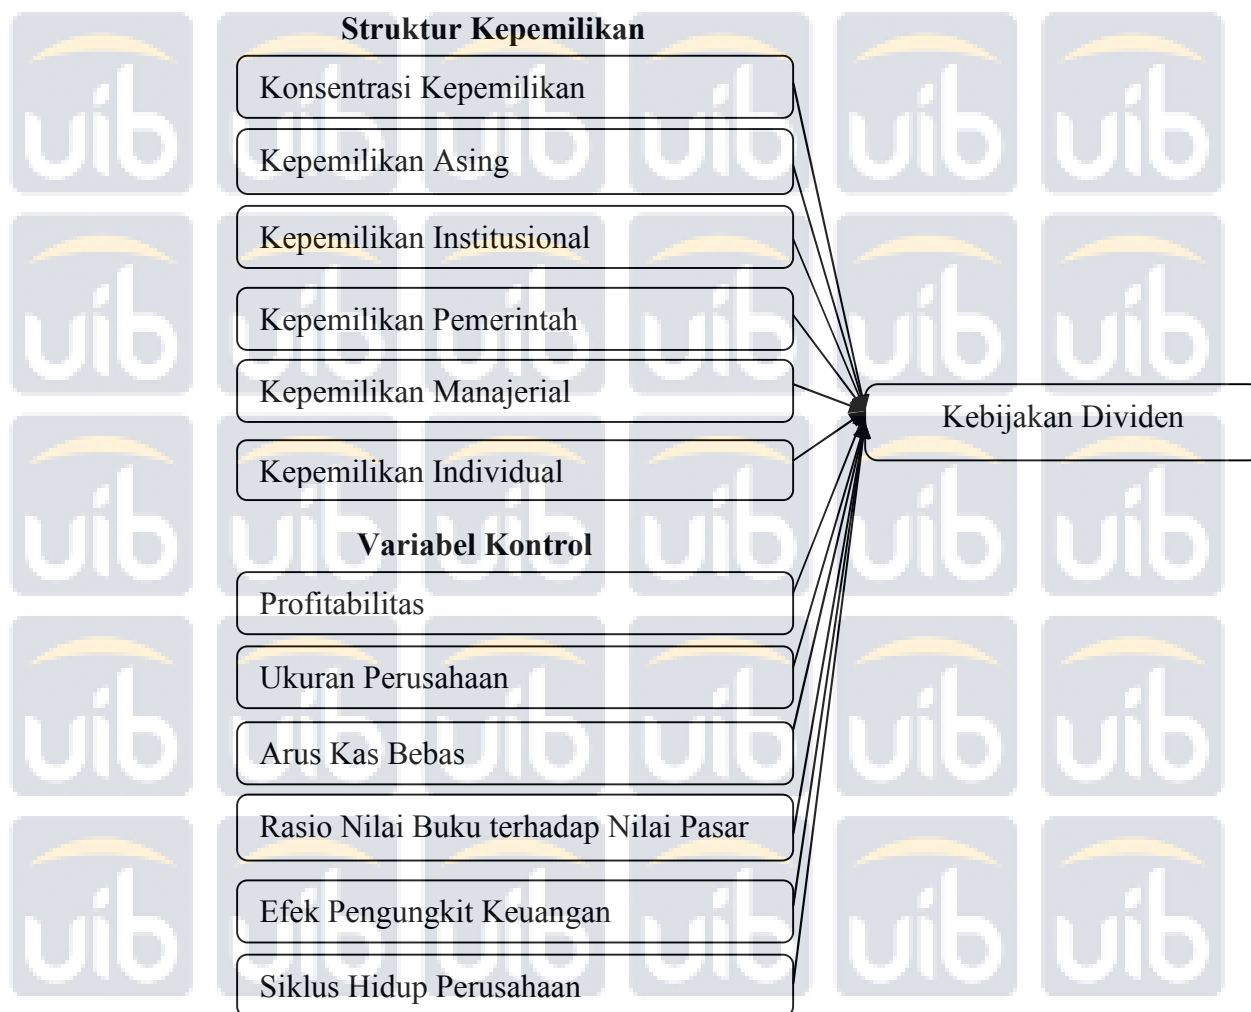 Struktur Kepemilikan
Konsentrasi Kepemilikan
Kepemilikan Asing
Kepemilikan Institusional
Kepemilikan Pemerintah
Kepemilikan Manajerial
Kepemilikan Individual
Kebijakan Dividen
Variabel Kontrol
Profitabilitas
Ukuran Perusahaan
Arus Kas Bebas
Rasio Nilai Buku terhadap Nilai Pasar
Efek Pengungkit Keuangan
Siklus Hidup Perusahaan
uib